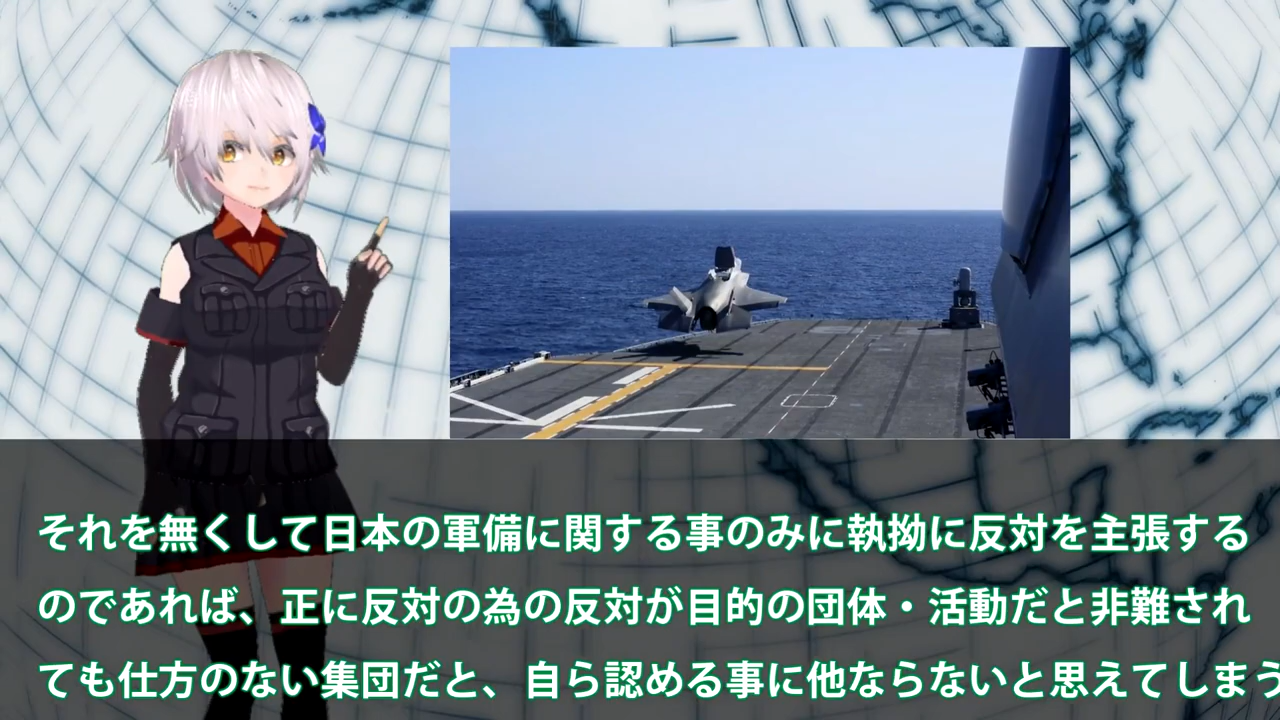 それを無くして日本の軍備に関する事のみに執拗に反対を主張する
のであれば、正に反対の為の反対が目的の団体・活動だと非難され
ても仕方のない集団だと、自ら認める事に他ならないと思えてしまう